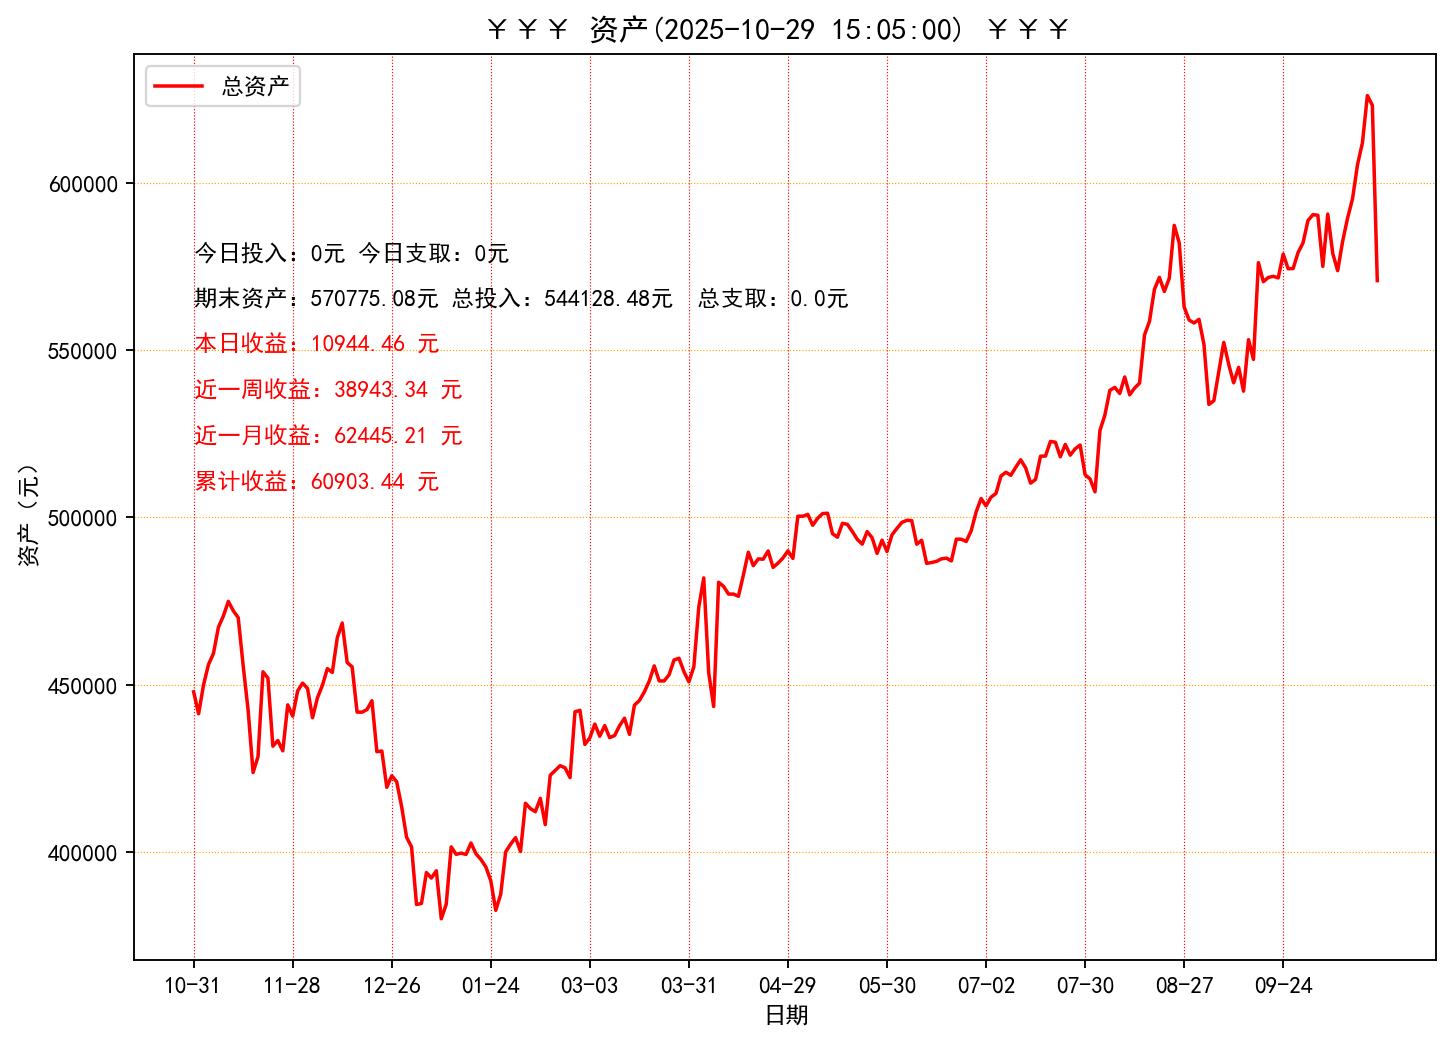 ￥￥￥ 资产(2025-10-29 15:05:00) ￥￥￥
总资产
今日投入：0元 今日支取：0元
期末资产：570775.08元 总投入：544128.48元 总支取：0.0元
本日收益：10944.46 元
近一周收益：38943.34 元
近一月收益：62445.21 元
累计收益：60903.44 元
资产（元）
600000
550000
500000
450000
400000
10-31 11-28 12-26 01-24 03-03 03-31 04-29 05-30 07-02 07-30 08-27 09-24
日期